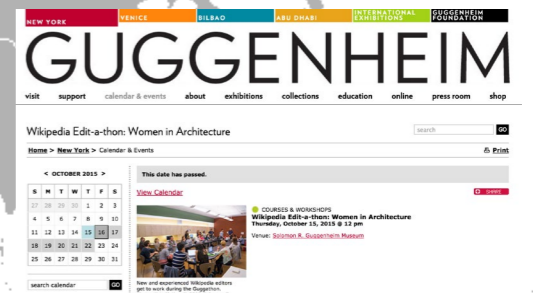 NEW YORK VENICE BILBAO ABU DHABI INTERNATIONAL EXHIBITIONS GUGGENHEIM FOUNDATION
GUGGENHEIM
visit support calendar & events about exhibitions collections education online press room shop
Wikipedia Edit-a-thon: Women in Architecture
search GO
Home > New York > Calendar & Events
Print
< OCTOBER 2015 >
S M T W T F S
27 28 29 30 1 2 3
4 5 6 7 8 9 10
11 12 13 14 15 16 17
18 19 20 21 22 23 24
25 26 27 28 29 30 31
search calendar GO
This date has passed.
View Calendar
SHARE
COURSES & WORKSHOPS
Wikipedia Edit-a-thon: Women in Architecture
Thursday, October 15, 2015 @ 12 pm
Venue: Solomon R. Guggenheim Museum
New and experienced Wikipedia editors
get to work during the Guggathon.